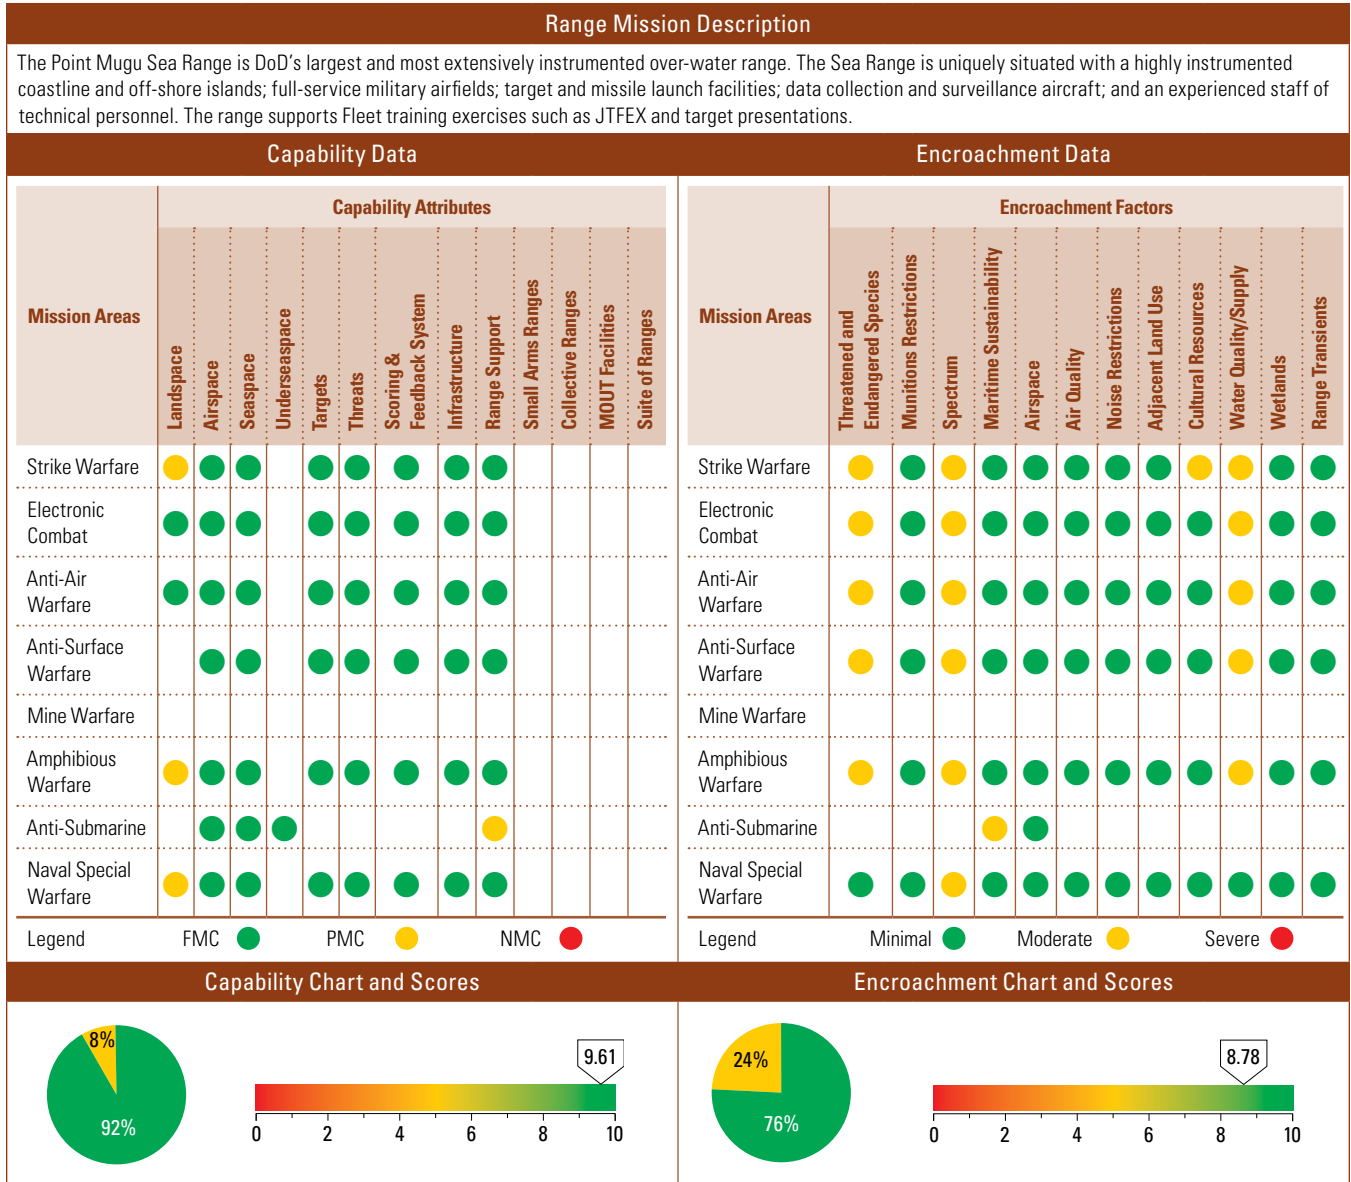 Range Mission Description
The Point Mugu Sea Range is DoD's largest and most extensively instrumented over-water range. The Sea Range is uniquely situated with a highly instrumented
coastline and off-shore islands; full-service military airfields; target and missile launch facilities; data collection and surveillance aircraft; and an experienced staff of
technical personnel. The range supports Fleet training exercises such as JTFEX and target presentations.
Capability Data
Mission Areas
Capability Attributes
Landspace
Airspace
Seaspace
Underseaspace
Targets
Threats
Scoring &
Feedback System
Infrastructure
Range Support
Small Arms Ranges
Collective Ranges
MOUT Facilities
Suite of Ranges
Strike Warfare
Electronic
Combat
Anti-Air
Warfare
Anti-Surface
Warfare
Mine Warfare
Amphibious
Warfare
Anti-Submarine
Naval Special
Warfare
Legend FMC PMC NMC
Encroachment Data
Mission Areas
Encroachment Factors
Threatened and
Endangered Species
Munitions Restrictions
Spectrum
Maritime Sustainability
Airspace
Air Quality
Noise Restrictions
Adjacent Land Use
Cultural Resources
Water Quality/Supply
Wetlands
Range Transients
Strike Warfare
Electronic
Combat
Anti-Air
Warfare
Anti-Surface
Warfare
Mine Warfare
Amphibious
Warfare
Anti-Submarine
Naval Special
Warfare
Legend Minimal Moderate Severe
Capability Chart and Scores
8%
92%
9.61
0 2 4 6 8 10
Encroachment Chart and Scores
24%
76%
8.78
0 2 4 6 8 10